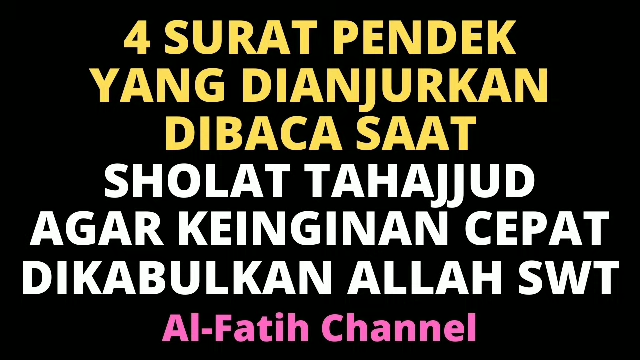 4 SURAT PENDEK
YANG DIANJURKAN
DIBACA SAAT
SHOLAT TAHAJJUD
AGAR KEINGINAN CEPAT
DIKABULKAN ALLAH SWT
Al-Fatih Channel